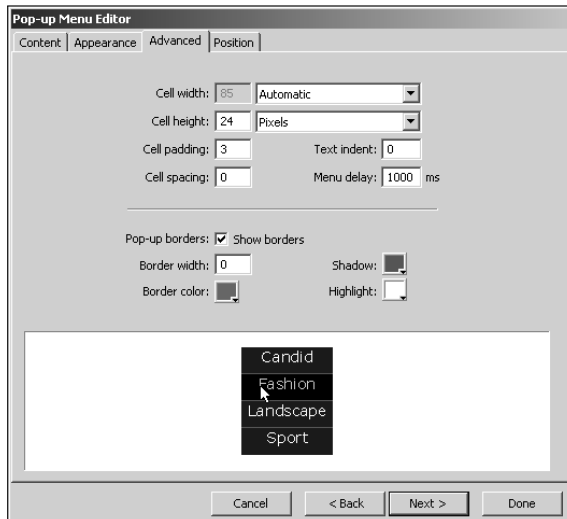 Pop-up Menu Editor
Content Appearance Advanced Position
Cell width: 85 Automatic
Cell height: 24 Pixels
Cell padding: 3 Text indent: 0
Cell spacing: 0 Menu delay: 1000 ms
Pop-up borders: Show borders
Border width: 0 Shadow:
Border color: Highlight:
Candid
Fashion
Landscape
Sport
Cancel < Back Next > Done